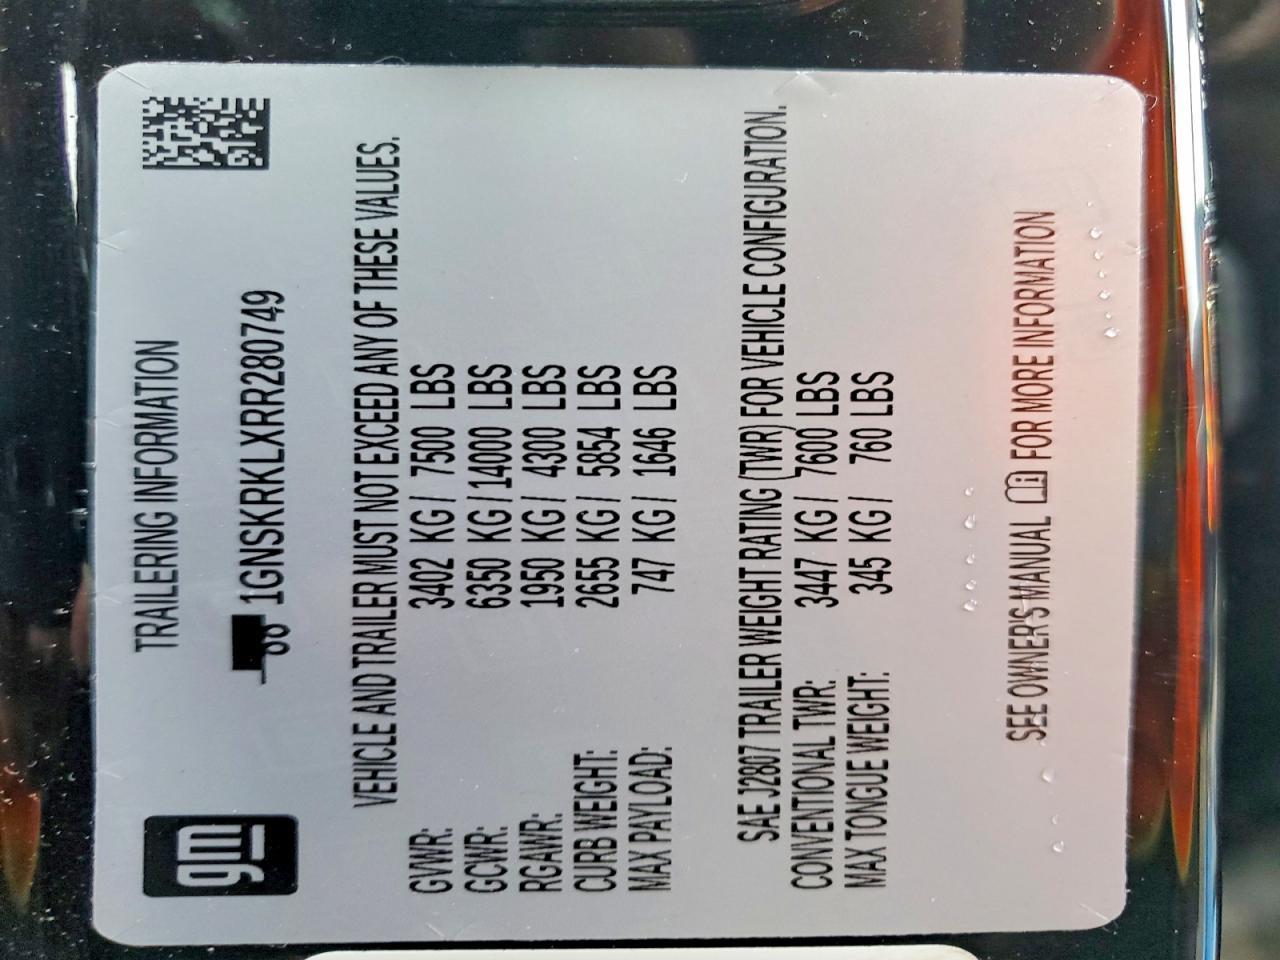 gm
TRAILERING INFORMATION
1GNSKRKLXRR280749
VEHICLE AND TRAILER MUST NOT EXCEED ANY OF THESE VALUES.
GVWR: 3402 KG / 7500 LBS
GCWR: 6350 KG / 14000 LBS
RGAWR: 1950 KG / 4300 LBS
CURB WEIGHT: 2655 KG / 5854 LBS
MAX PAYLOAD: 747 KG / 1646 LBS
SAE J2807 TRAILER WEIGHT RATING (TWR) FOR VEHICLE CONFIGURATION.
CONVENTIONAL TWR: 3447 KG / 7600 LBS
MAX TONGUE WEIGHT: 345 KG / 760 LBS
SEE OWNER'S MANUAL FOR MORE INFORMATION